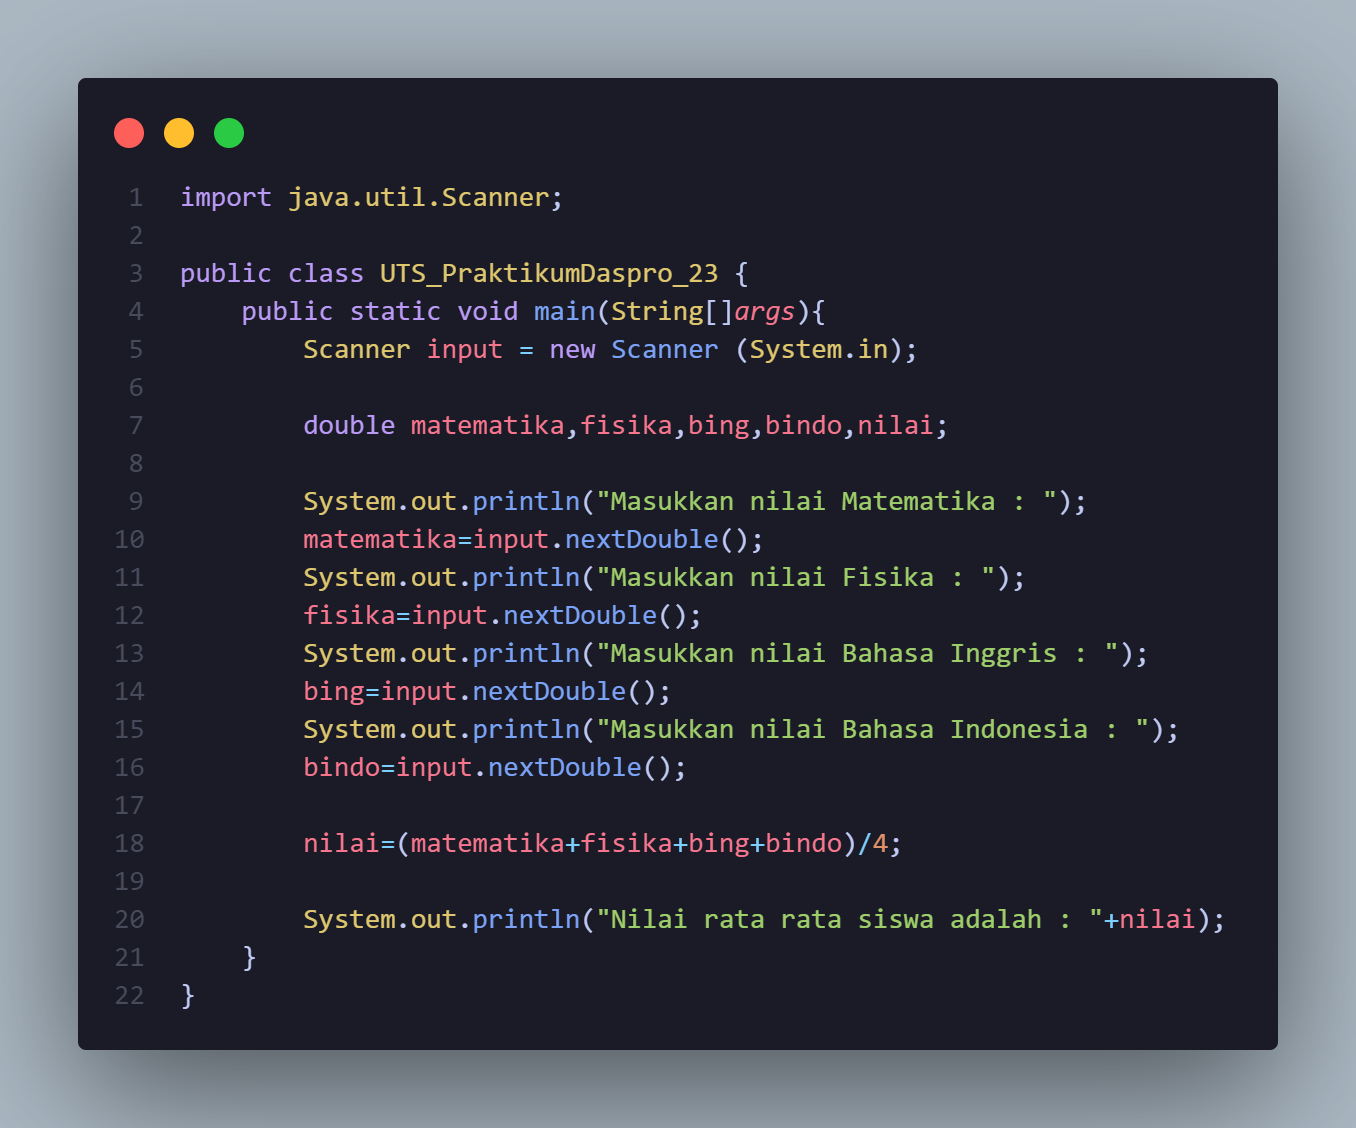 1 import java.util.Scanner;
2
3 public class UTS_PraktikumDaspro_23 {
4     public static void main(String[]args){
5         Scanner input = new Scanner (System.in);
6
7         double matematika,fisika,bing,bindo,nilai;
8
9         System.out.println("Masukkan nilai Matematika : ");
10         matematika=input.nextDouble();
11         System.out.println("Masukkan nilai Fisika : ");
12         fisika=input.nextDouble();
13         System.out.println("Masukkan nilai Bahasa Inggris : ");
14         bing=input.nextDouble();
15         System.out.println("Masukkan nilai Bahasa Indonesia : ");
16         bindo=input.nextDouble();
17
18         nilai=(matematika+fisika+bing+bindo)/4;
19
20         System.out.println("Nilai rata rata siswa adalah : "+nilai);
21     }
22 }